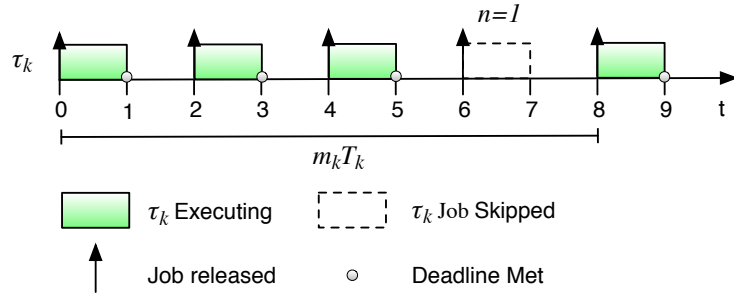 n=1
τk
0 1 2 3 4 5 6 7 8 9 t
mkTk
τk Executing
τk Job Skipped
Job released
Deadline Met